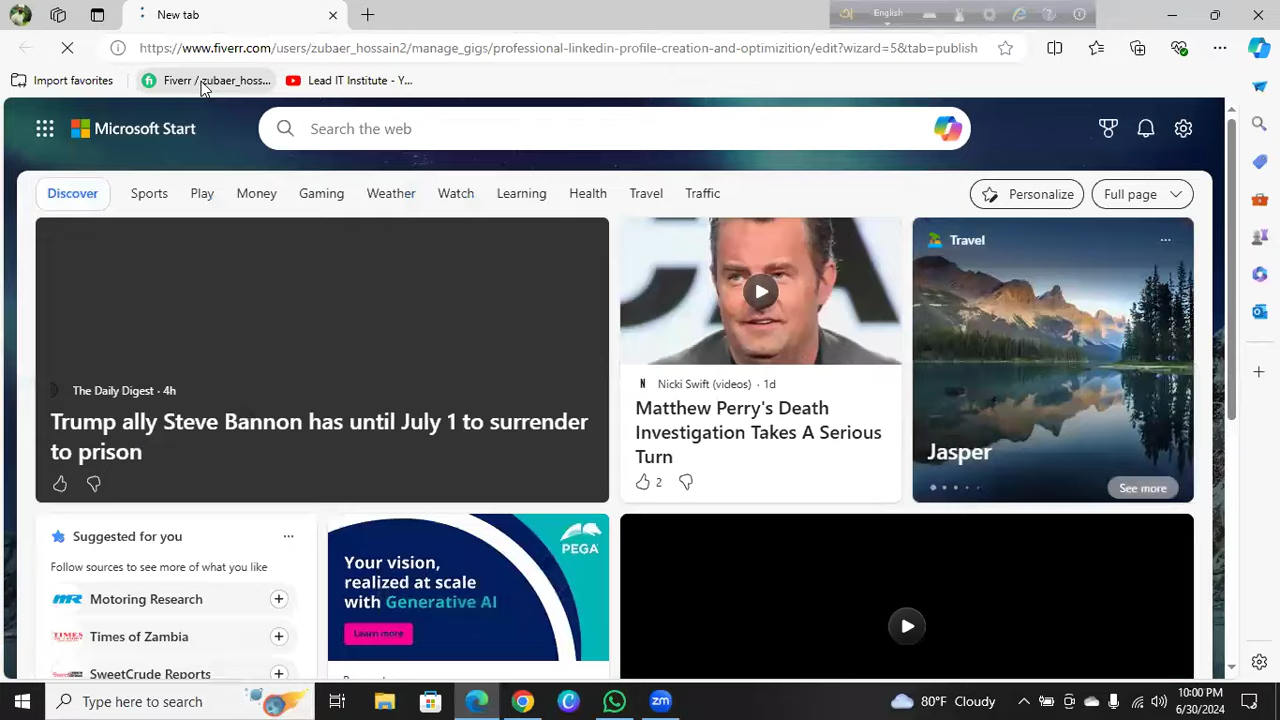 New tab
English
https://www.fiverr.com/users/zubaer_hossain2/manage_gigs/professional-linkedin-profile-creation-and-optimizition/edit?wizard=5&tab=publish
Import favorites
Fiverr / zubaer_hoss...
Lead IT Institute - Y...
Microsoft Start
Search the web
Discover
Sports
Play
Money
Gaming
Weather
Watch
Learning
Health
Travel
Traffic
Personalize
Full page
The Daily Digest · 4h
Trump ally Steve Bannon has until July 1 to surrender
to prison
N
Nicki Swift (videos) · 1d
Matthew Perry's Death
Investigation Takes A Serious
Turn
2
Travel
Jasper
See more
Suggested for you
Follow sources to see more of what you like
MR
Motoring Research
TIMES
Times of Zambia
SweetCrude Reports
PEGA
Your vision,
realized at scale
with Generative AI
Learn more
Type here to search
zm
80°F Cloudy
10:00 PM
6/30/2024